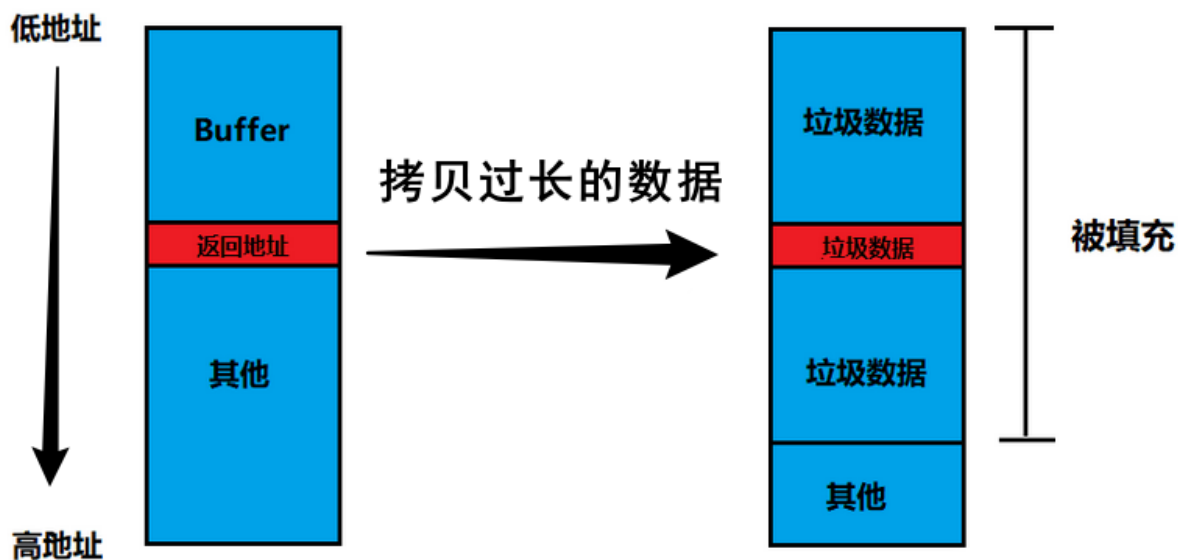 低地址
Buffer
返回地址
其他
高地址
拷贝过长的数据
垃圾数据
垃圾数据
垃圾数据
其他
被填充